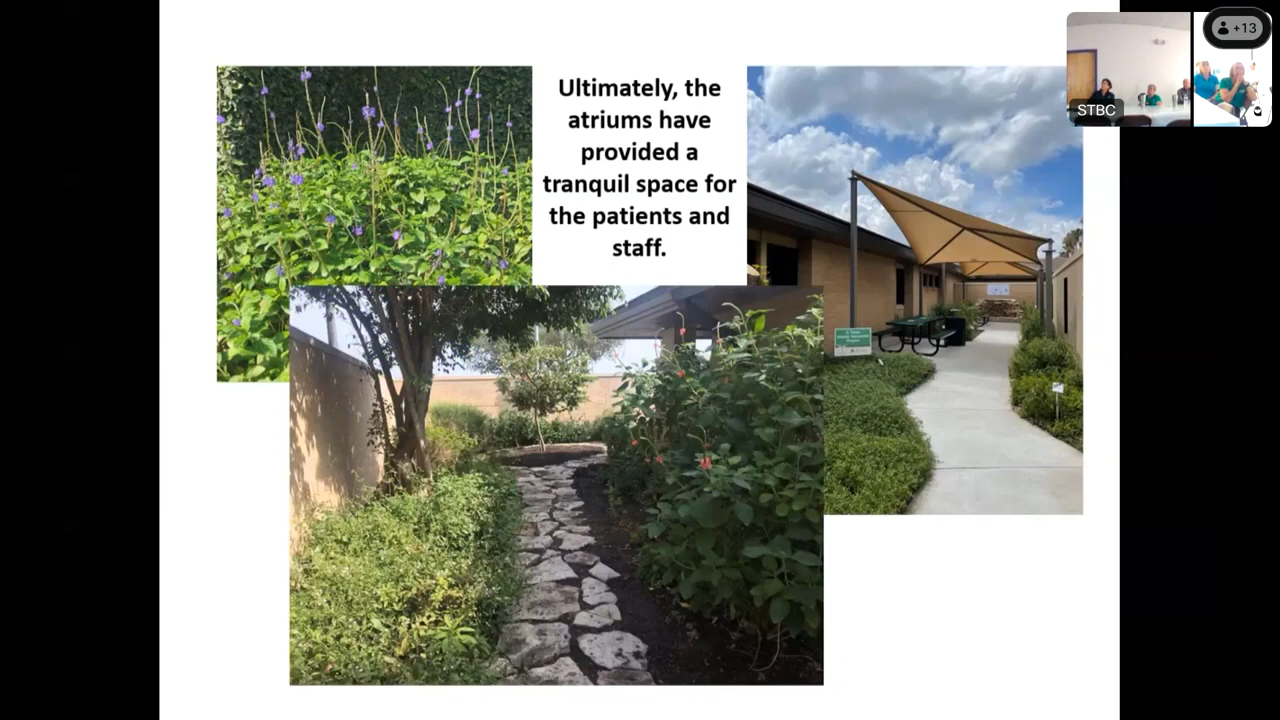 Ultimately, the
atriums have
provided a
tranquil space for
the patients and
staff.
+13
STBC